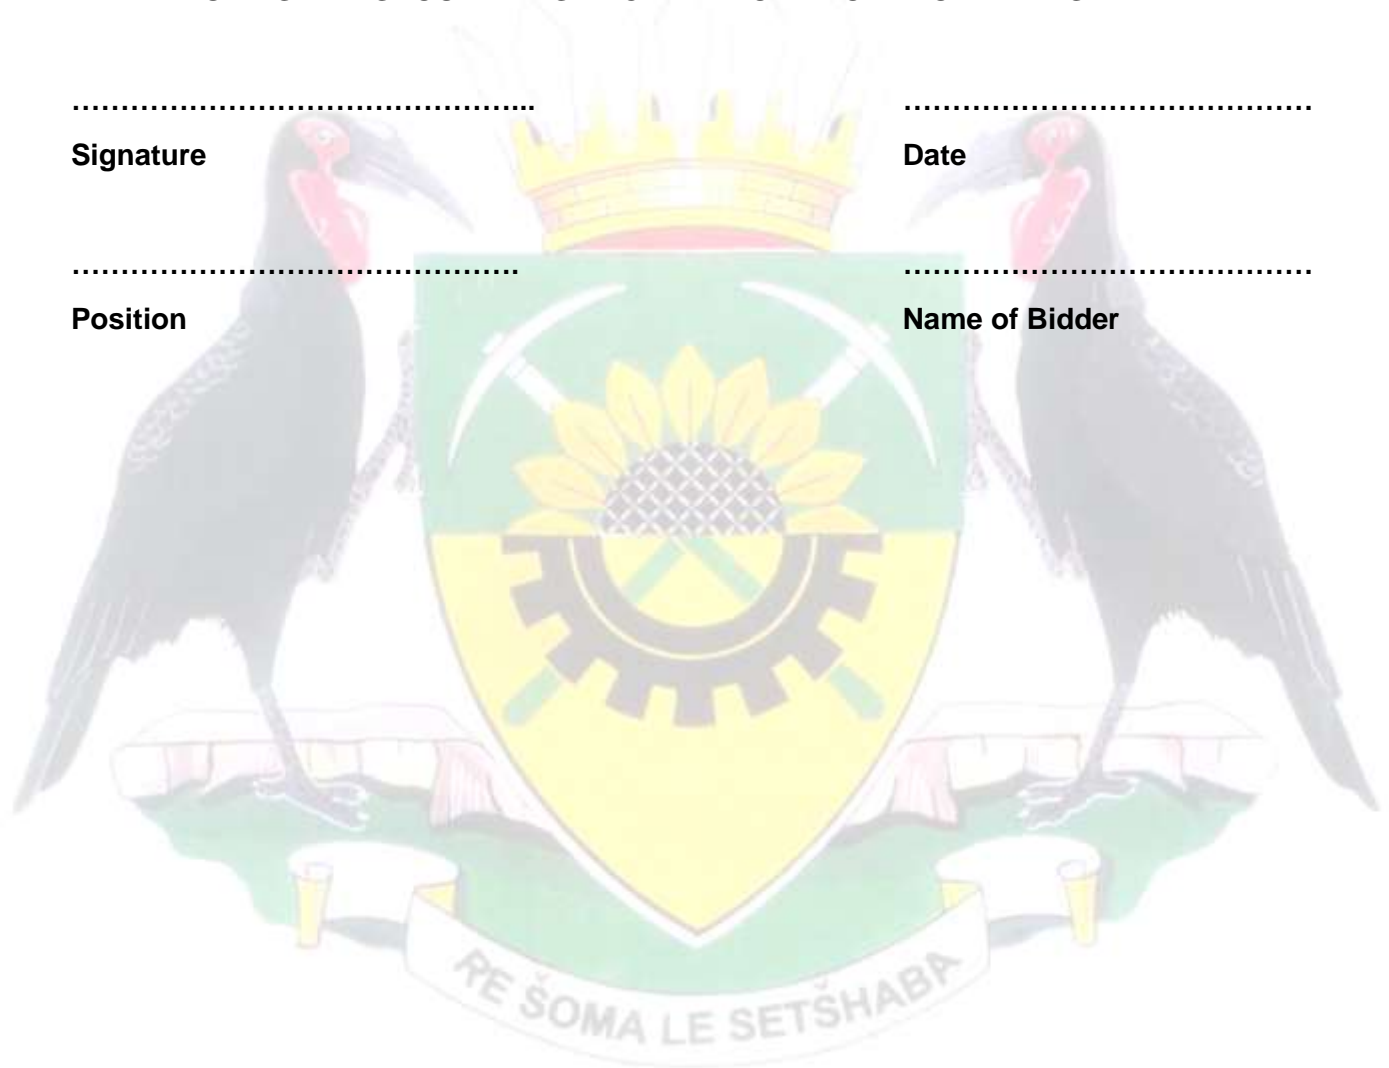 …………………………………………... ……………………………………
Signature Date
………………………………………. ……………………………………
Position Name of Bidder
RE ŠOMA LE SETŠHABA